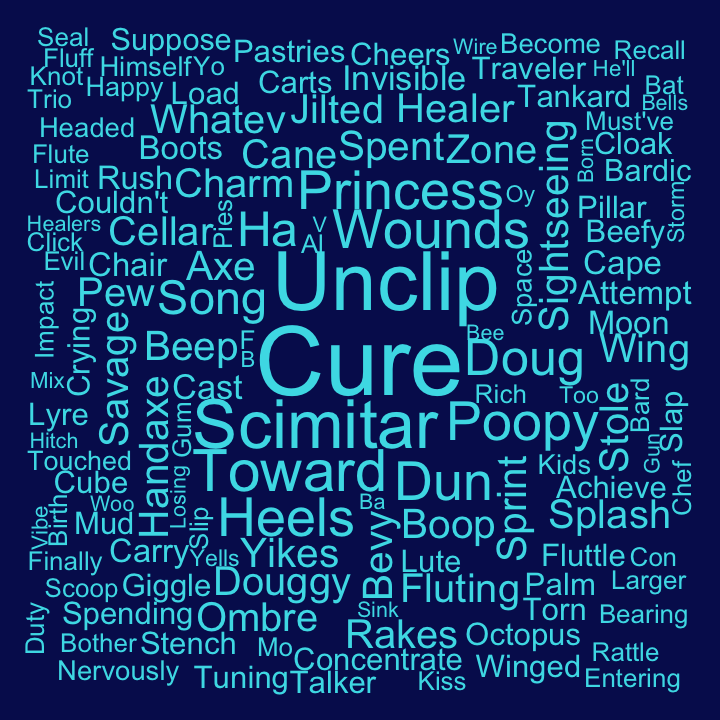 Seal
Suppose
Pastries
Cheers
Wire
Become
Recall
Fluff
Himself
Yo
Carts
Invisible
Traveler
He'll
Bat
Knot
Happy
Load
Jilted
Healer
Tankard
Bells
Trio
Whatev
Must've
Headed
Boots
Cane
Spent
Zone
Cloak
Flute
Born
Bardic
Limit
Rush
Charm
Princess
Oy
Sightseeing
Pillar
Couldn't
Storm
Healers
Cellar
Pies
Ha
V
Wounds
Beefy
Click
Al
Evil
Chair
Axe
Unclip
Space
Cape
Pew
Song
Attempt
Impact
Crying
Savage
Beep
F
B
Cure
Bee
Doug
Moon
Wing
Mix
Cast
Rich
Too
Lyre
Handaxe
Gum
Scimitar
Poopy
Stole
Bard
Slap
Hitch
Touched
Losing
Toward
Dun
Sprint
Kids
Gun
Chef
Cube
Achieve
Vibe
Birth
Woo
Mud
Slip
Heels
Ba
Bevy
Boop
Splash
Finally
Carry
Yells
Yikes
Lute
Fluttle
Con
Scoop
Giggle
Douggy
Fluting
Palm
Larger
Duty
Spending
Ombre
Sink
Torn
Bearing
Bother
Stench
Mo
Rakes
Octopus
Rattle
Nervously
Tuning
Talker
Concentrate
Kiss
Winged
Entering